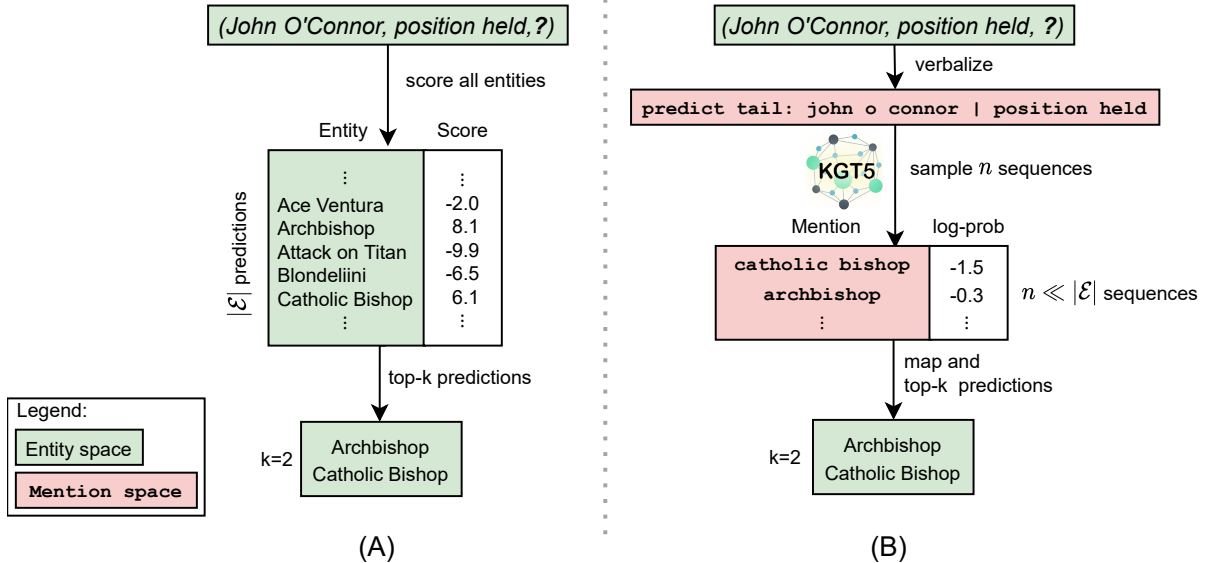 (John O'Connor, position held,?)
score all entities
Entity Score
⋮ ⋮
Ace Ventura -2.0
Archbishop 8.1
Attack on Titan -9.9
Blondeliini -6.5
Catholic Bishop 6.1
⋮ ⋮
|ℰ| predictions
top-k predictions
k=2
Archbishop
Catholic Bishop
Legend:
Entity space
Mention space
(A)
(John O'Connor, position held, ?)
verbalize
predict tail: john o connor | position held
KGT5
sample n sequences
Mention log-prob
catholic bishop -1.5
archbishop -0.3
⋮ ⋮
n ≪ |ℰ| sequences
map and
top-k predictions
k=2
Archbishop
Catholic Bishop
(B)